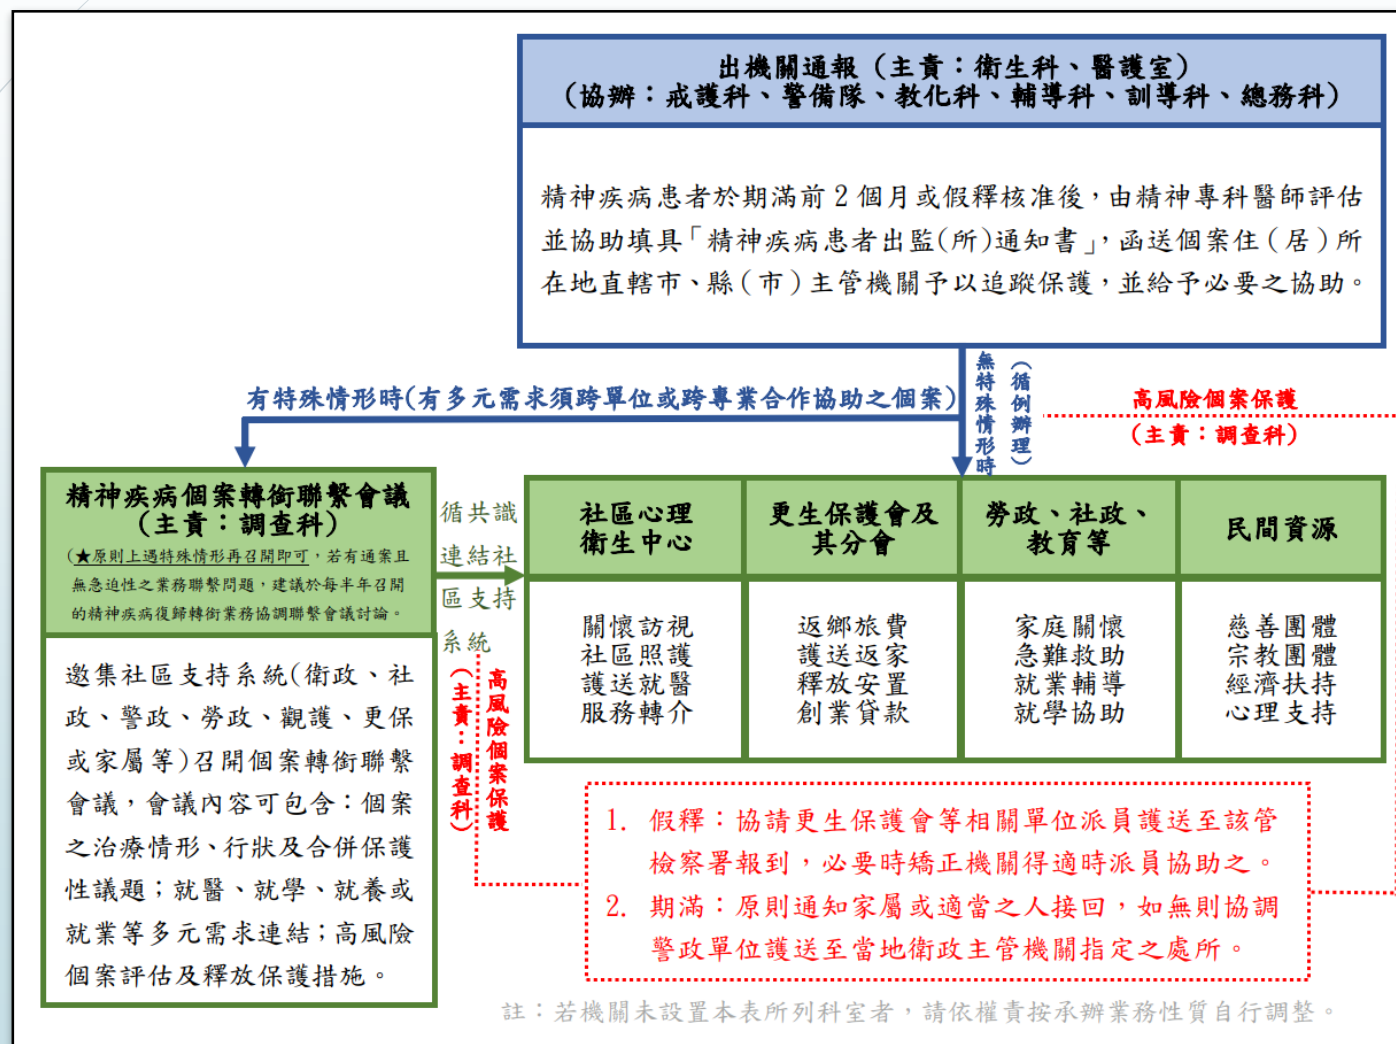 出機關通報（主責：衛生科、醫護室）
（協辦：戒護科、警備隊、教化科、輔導科、訓導科、總務科）
精神疾病患者於期滿前 2 個月或假釋核准後，由精神專科醫師評估
並協助填具「精神疾病患者出監(所)通知書」，函送個案住（居）所
在地直轄市、縣（市）主管機關予以追蹤保護，並給予必要之協助。
有特殊情形時(有多元需求須跨單位或跨專業合作協助之個案)
無特殊情形時
（循例辦理）
高風險個案保護
（主責：調查科）
精神疾病個案轉銜聯繫會議
（主責：調查科）
（★原則上遇特殊情形再召開即可，若有通案且
無急迫性之業務聯繫問題，建議於每半年召開
的精神疾病復歸轉銜業務協調聯繫會議討論。
邀集社區支持系統(衛政、社
政、警政、勞政、觀護、更保
或家屬等)召開個案轉銜聯繫
會議，會議內容可包含：個案
之治療情形、行狀及合併保護
性議題；就醫、就學、就養或
就業等多元需求連結；高風險
個案評估及釋放保護措施。
循共識
連結社
區支持
系統
高風險個案保護
（主責：調查科）
社區心理
衛生中心
關懷訪視
社區照護
護送就醫
服務轉介
更生保護會及
其分會
返鄉旅費
護送返家
釋放安置
創業貸款
勞政、社政、
教育等
家庭關懷
急難救助
就業輔導
就學協助
民間資源
慈善團體
宗教團體
經濟扶持
心理支持
1. 假釋：協請更生保護會等相關單位派員護送至該管
檢察署報到，必要時矯正機關得適時派員協助之。
2. 期滿：原則通知家屬或適當之人接回，如無則協調
警政單位護送至當地衛政主管機關指定之處所。
註：若機關未設置本表所列科室者，請依權責按承辦業務性質自行調整。